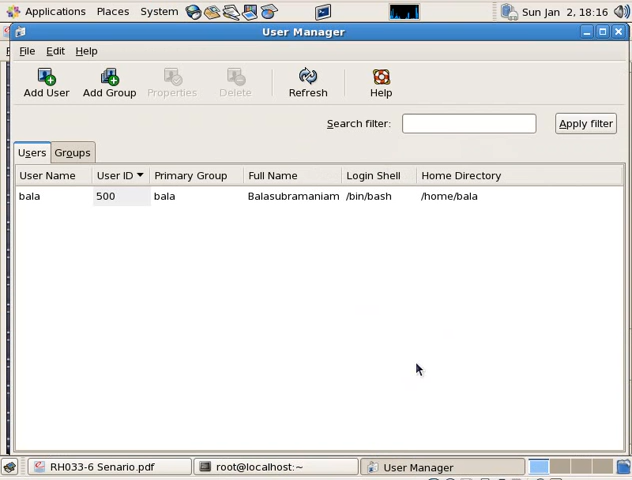 Applications Places System Sun Jan 2, 18:16
User Manager
File Edit Help
Add User Add Group Properties Delete Refresh Help
Search filter: Apply filter
Users Groups
User Name User ID Primary Group Full Name Login Shell Home Directory
bala 500 bala Balasubramaniam /bin/bash /home/bala
RH033-6 Senario.pdf root@localhost:~ User Manager